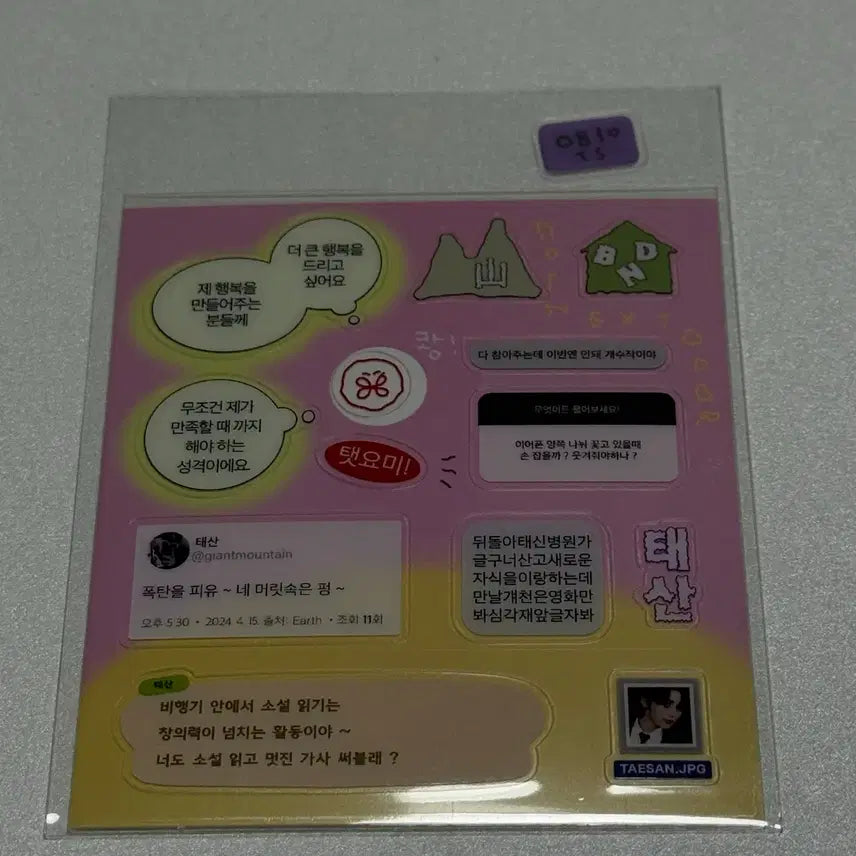 0810
TS
더 큰 행복을
드리고
싶어요
제 행복을
만들어주는
분들께
山
BND
다 참아주는데 이번엔 안돼 개수작이야
무조건 제가
만족할 때 까지
해야 하는
성격이에요
탯요미!
무엇이든 물어보세요!
이어폰 양쪽 나눠 꽂고 있을때
손 잡을까 ? 웃겨줘야하나 ?
태산
@giantmountain
폭탄을 피유 ~ 네 머릿속은 펑 ~
오후 5:30 · 2024. 4. 15. 출처: Earth · 조회 11회
뒤돌아태신병원가
글구너산고새로운
자식을이랑하는데
만날걔천은영화만
봐심각재앞글자봐
태산
태산
비행기 안에서 소설 읽기는
창의력이 넘치는 활동이야 ~
너도 소설 읽고 멋진 가사 써볼래 ?
TAESAN.JPG